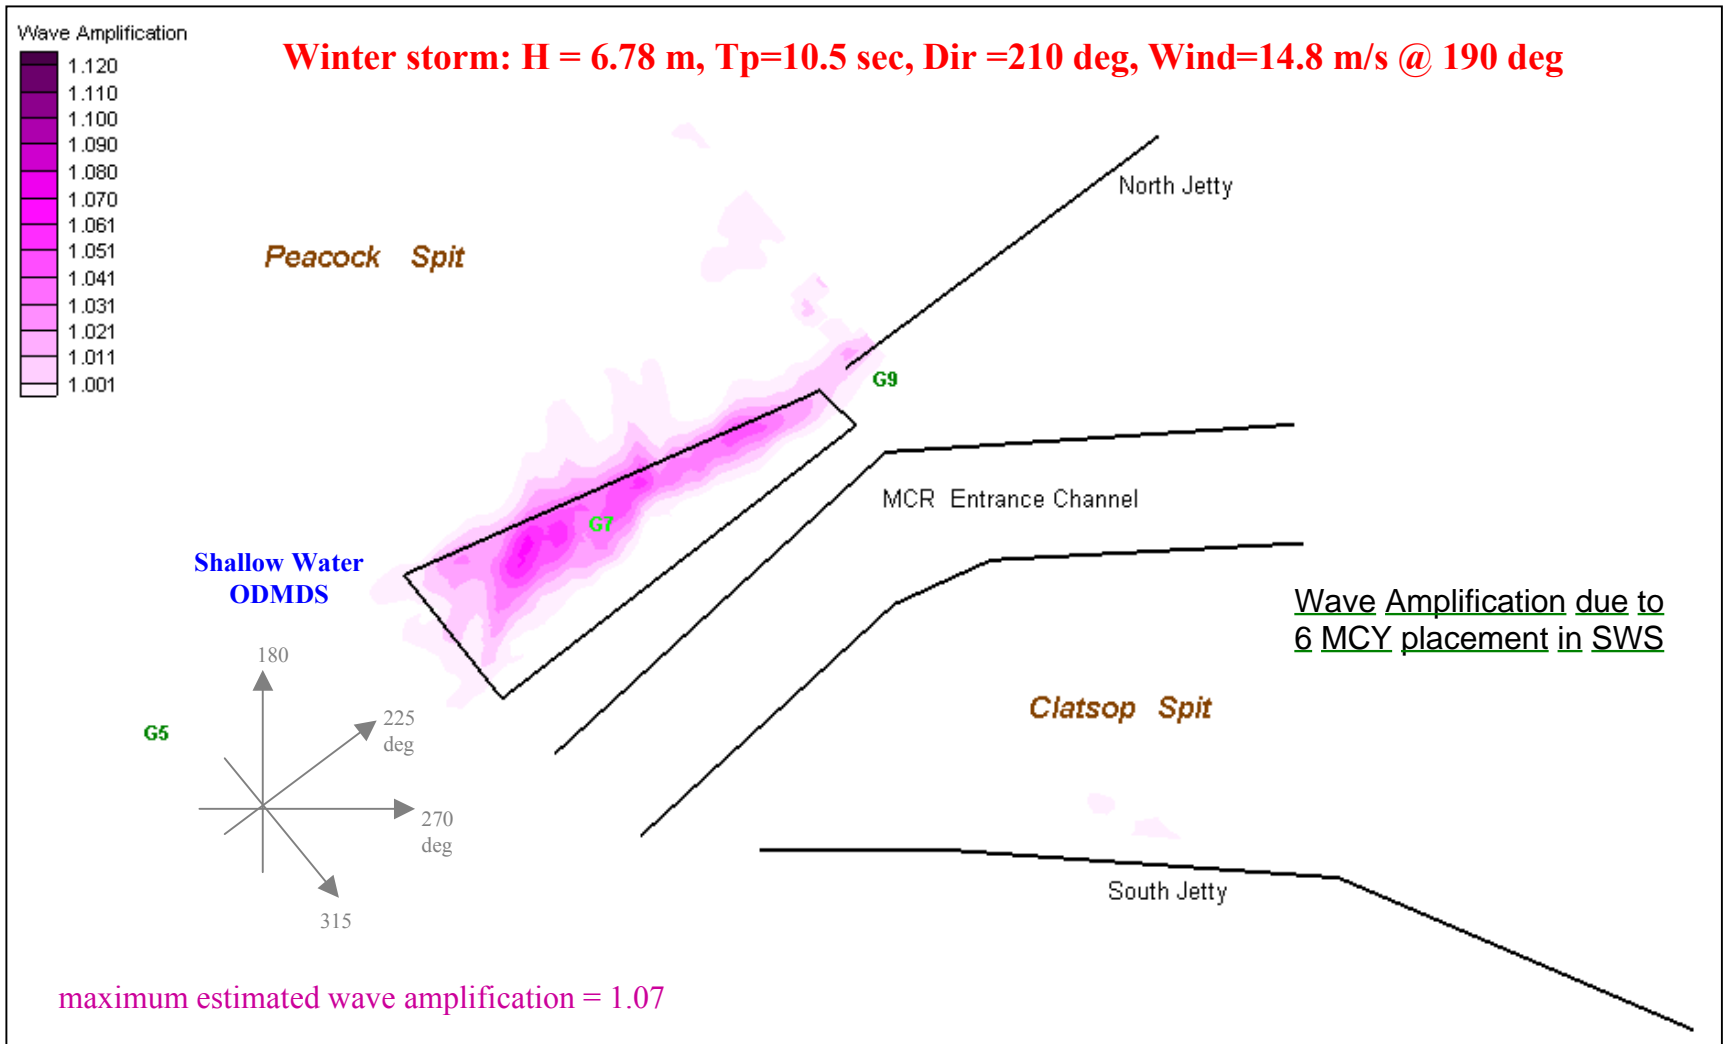 Wave Amplification
Winter storm: H = 6.78 m, Tp=10.5 sec, Dir =210 deg, Wind=14.8 m/s @ 190 deg
1.120
1.110
1.100
1.090
1.080
1.070
1.061
1.051
1.041
1.031
1.021
1.011
1.001
North Jetty
Peacock Spit
G9
MCR Entrance Channel
G7
Shallow Water
ODMDS
Wave Amplification due to
6 MCY placement in SWS
180
Clatsop Spit
225
deg
G5
270
deg
South Jetty
315
maximum estimated wave amplification = 1.07